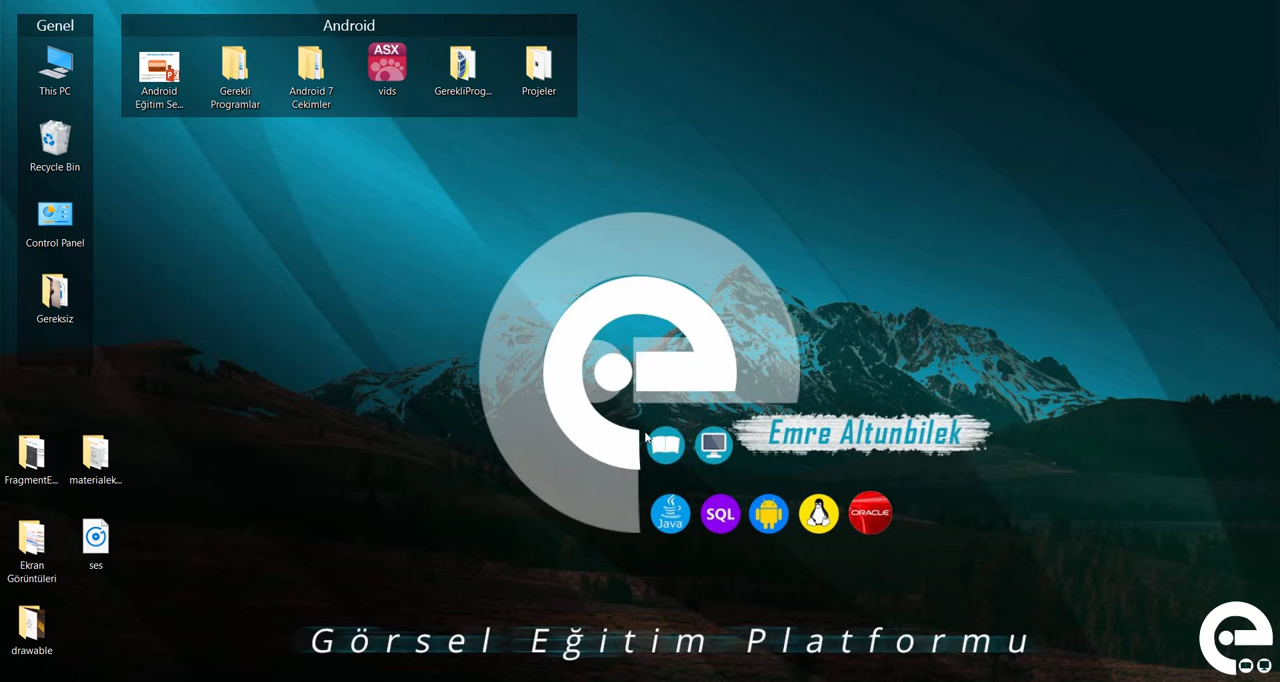 Genel
Android
This PC
Android
Eğitim Se...
Gerekli
Programlar
Android 7
Cekimler
ASX
vids
GerekliProg...
Projeler
Recycle Bin
Control Panel
Gereksiz
Emre Altunbilek
FragmentE...
materialek...
Java
SQL
ORACLE
Ekran
Görüntüleri
ses
drawable
Görsel Eğitim Platformu